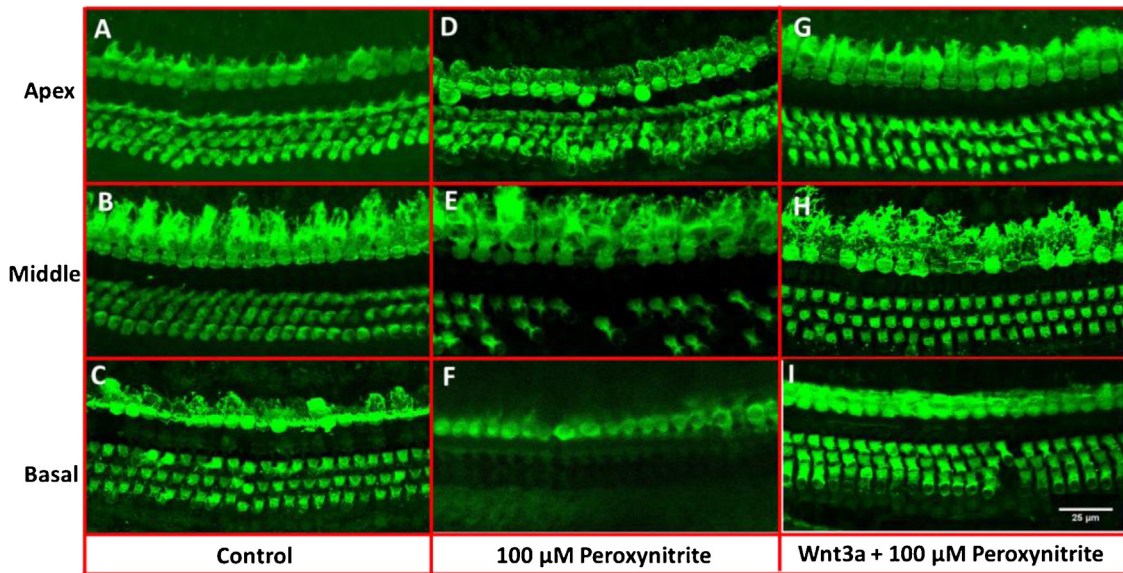 A
D
G
Apex
B
E
H
Middle
C
F
I
Basal
25 µm
Control
100 µM Peroxynitrite
Wnt3a + 100 µM Peroxynitrite